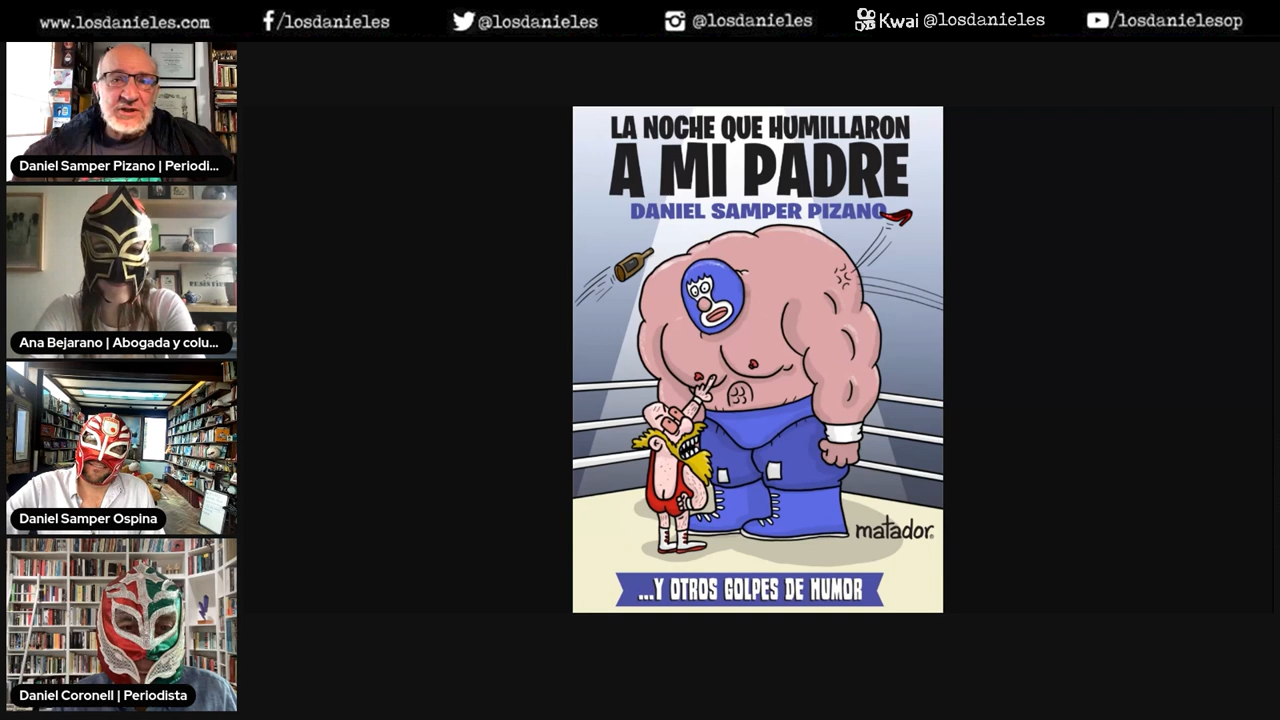 www.losdanieles.com
/losdanieles
@losdanieles
@losdanieles
Kwai @losdanieles
/losdanielesop
Daniel Samper Pizano | Periodi...
Ana Bejarano | Abogada y colu...
Daniel Samper Ospina
Daniel Coronell | Periodista
LA NOCHE QUE HUMILLARON
A MI PADRE
DANIEL SAMPER PIZANO
matador
...Y OTROS GOLPES DE HUMOR